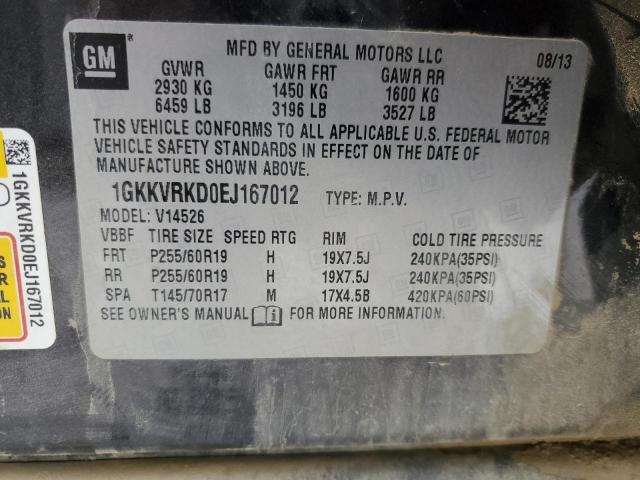 GM
MFD BY GENERAL MOTORS LLC
08/13
GVWR GAWR FRT GAWR RR
2930 KG 1450 KG 1600 KG
6459 LB 3196 LB 3527 LB
THIS VEHICLE CONFORMS TO ALL APPLICABLE U.S. FEDERAL MOTOR
VEHICLE SAFETY STANDARDS IN EFFECT ON THE DATE OF
MANUFACTURE SHOWN ABOVE.
1GKKVRKD0EJ167012 TYPE: M.P.V.
MODEL: V14526
VBBF TIRE SIZE SPEED RTG RIM COLD TIRE PRESSURE
FRT P255/60R19 H 19X7.5J 240KPA(35PSI)
RR P255/60R19 H 19X7.5J 240KPA(35PSI)
SPA T145/70R17 M 17X4.5B 420KPA(60PSI)
SEE OWNER'S MANUAL FOR MORE INFORMATION.
1GKKVRKD0EJ167012